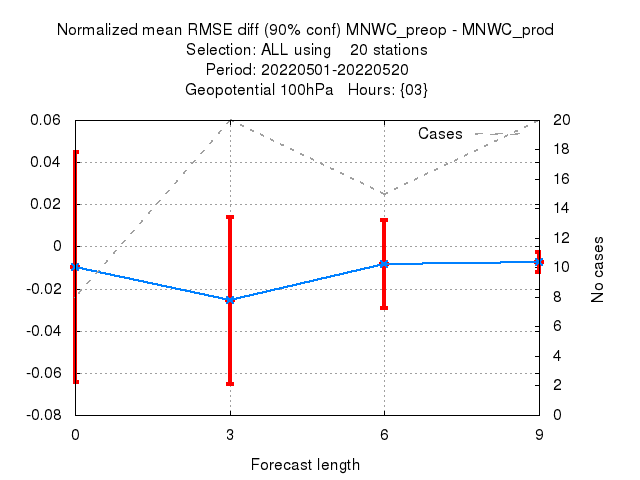 Normalized mean RMSE diff (90% conf) MNWC_preop - MNWC_prod
Selection: ALL using    20 stations
Period: 20220501-20220520
Geopotential 100hPa   Hours: {03}
Cases
0.06
0.04
0.02
0
-0.02
-0.04
-0.06
-0.08
20
18
16
14
12
10
8
6
4
2
0
No cases
0 3 6 9
Forecast length